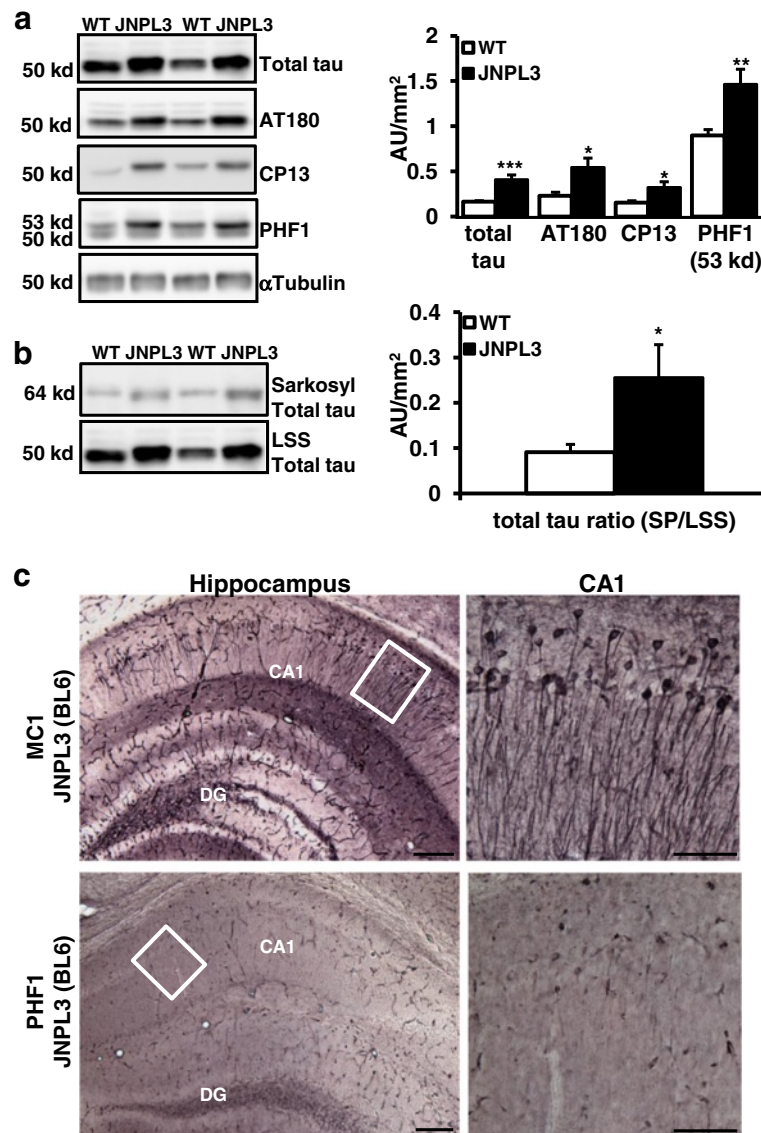 a
WT JNPL3 WT JNPL3
50 kd Total tau
50 kd AT180
50 kd CP13
53 kd
50 kd PHF1
50 kd αTubulin
2
1.5
1
0.5
0
AU/mm²
WT
JNPL3
***
*
*
**
total tau
AT180
CP13
PHF1 (53 kd)
b
WT JNPL3 WT JNPL3
64 kd Sarkosyl Total tau
50 kd LSS Total tau
0.4
0.3
0.2
0.1
0
AU/mm²
WT
JNPL3
*
total tau ratio (SP/LSS)
c
Hippocampus
CA1
MC1
JNPL3 (BL6)
CA1
DG
PHF1
JNPL3 (BL6)
CA1
DG